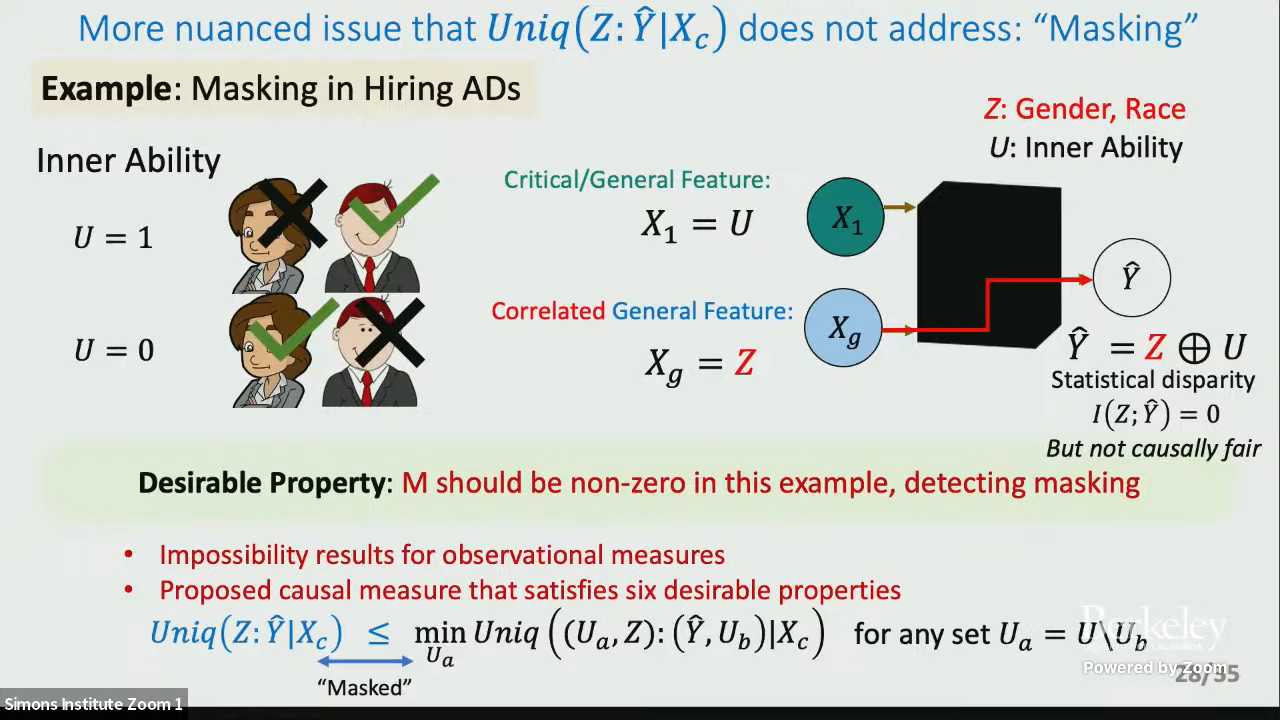 More nuanced issue that Uniq(Z: Ŷ|X_c) does not address: “Masking”
Example: Masking in Hiring ADs
Z: Gender, Race
U: Inner Ability
Inner Ability
U = 1
U = 0
Critical/General Feature:
X₁ = U
X₁
Correlated General Feature:
X_g = Z
X_g
Ŷ
Ŷ = Z ⊕ U
Statistical disparity
I(Z; Ŷ) = 0
But not causally fair
Desirable Property: M should be non-zero in this example, detecting masking
• Impossibility results for observational measures
• Proposed causal measure that satisfies six desirable properties
Uniq(Z: Ŷ|X_c) ≤ min_{U_a} Uniq((U_a, Z): (Ŷ, U_b)|X_c) for any set U_a = U\U_b
“Masked”
Berkeley
Powered by Zoom
28/35
Simons Institute Zoom 1